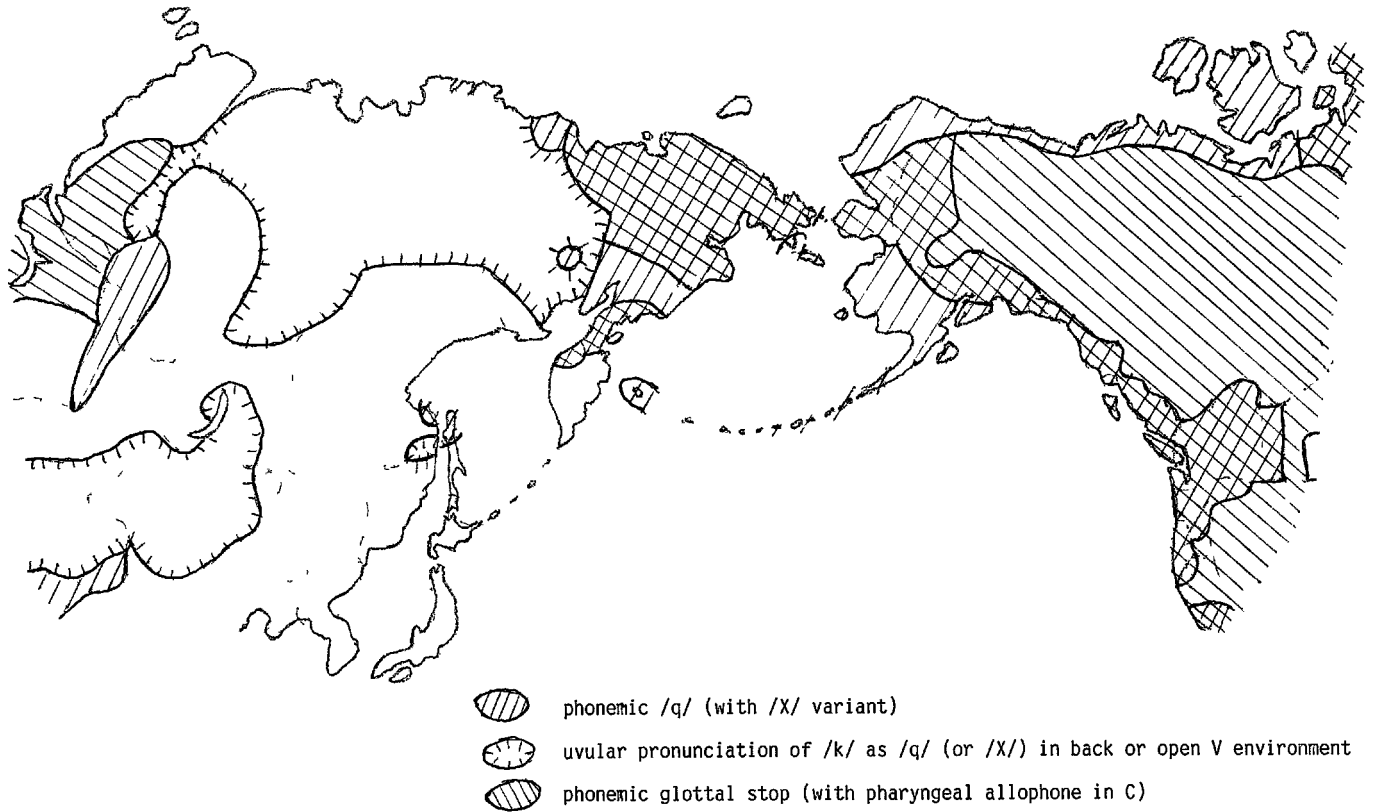 phonemic /q/ (with /X/ variant)
uvular pronunciation of /k/ as /q/ (or /X/) in back or open V environment
phonemic glottal stop (with pharyngeal allophone in C)